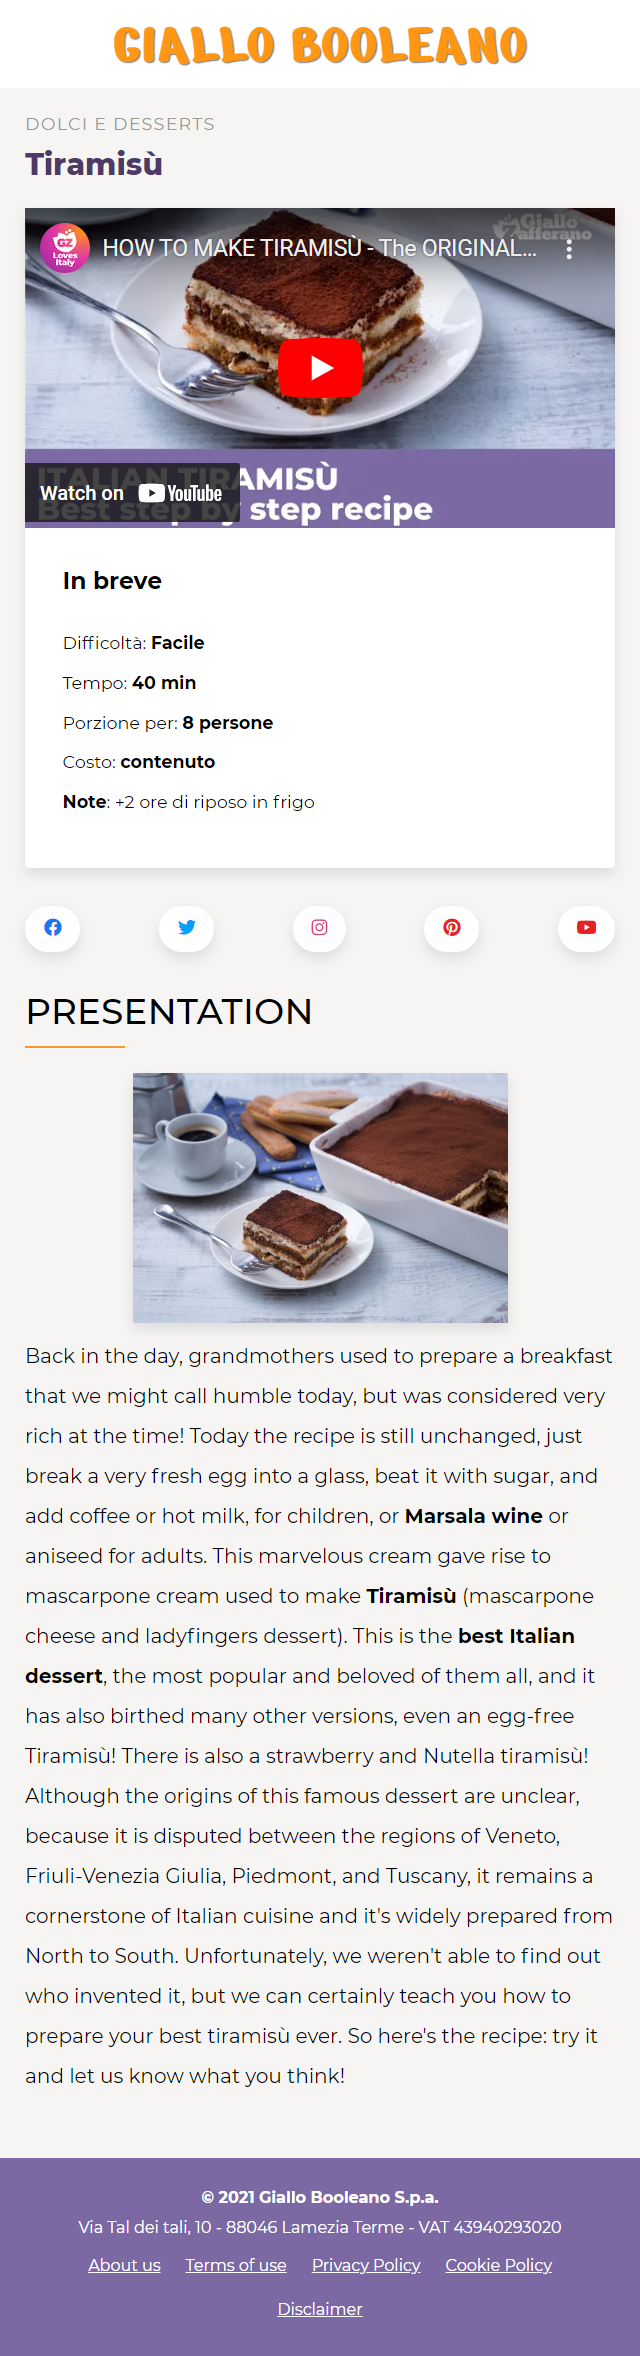 GIALLO BOOLEANO
DOLCI E DESSERTS
Tiramisù
GZ
Loves
Italy
HOW TO MAKE TIRAMISÙ - The ORIGINAL...
Giallo
zafferano
ITALIAN TIRAMISÙ
Best step by step recipe
Watch on YouTube
In breve
Difficoltà: Facile
Tempo: 40 min
Porzione per: 8 persone
Costo: contenuto
Note: +2 ore di riposo in frigo
PRESENTATION
Back in the day, grandmothers used to prepare a breakfast
that we might call humble today, but was considered very
rich at the time! Today the recipe is still unchanged, just
break a very fresh egg into a glass, beat it with sugar, and
add coffee or hot milk, for children, or Marsala wine or
aniseed for adults. This marvelous cream gave rise to
mascarpone cream used to make Tiramisù (mascarpone
cheese and ladyfingers dessert). This is the best Italian
dessert, the most popular and beloved of them all, and it
has also birthed many other versions, even an egg-free
Tiramisù! There is also a strawberry and Nutella tiramisù!
Although the origins of this famous dessert are unclear,
because it is disputed between the regions of Veneto,
Friuli-Venezia Giulia, Piedmont, and Tuscany, it remains a
cornerstone of Italian cuisine and it's widely prepared from
North to South. Unfortunately, we weren't able to find out
who invented it, but we can certainly teach you how to
prepare your best tiramisù ever. So here's the recipe: try it
and let us know what you think!
© 2021 Giallo Booleano S.p.a.
Via Tal dei tali, 10 - 88046 Lamezia Terme - VAT 43940293020
About us Terms of use Privacy Policy Cookie Policy
Disclaimer